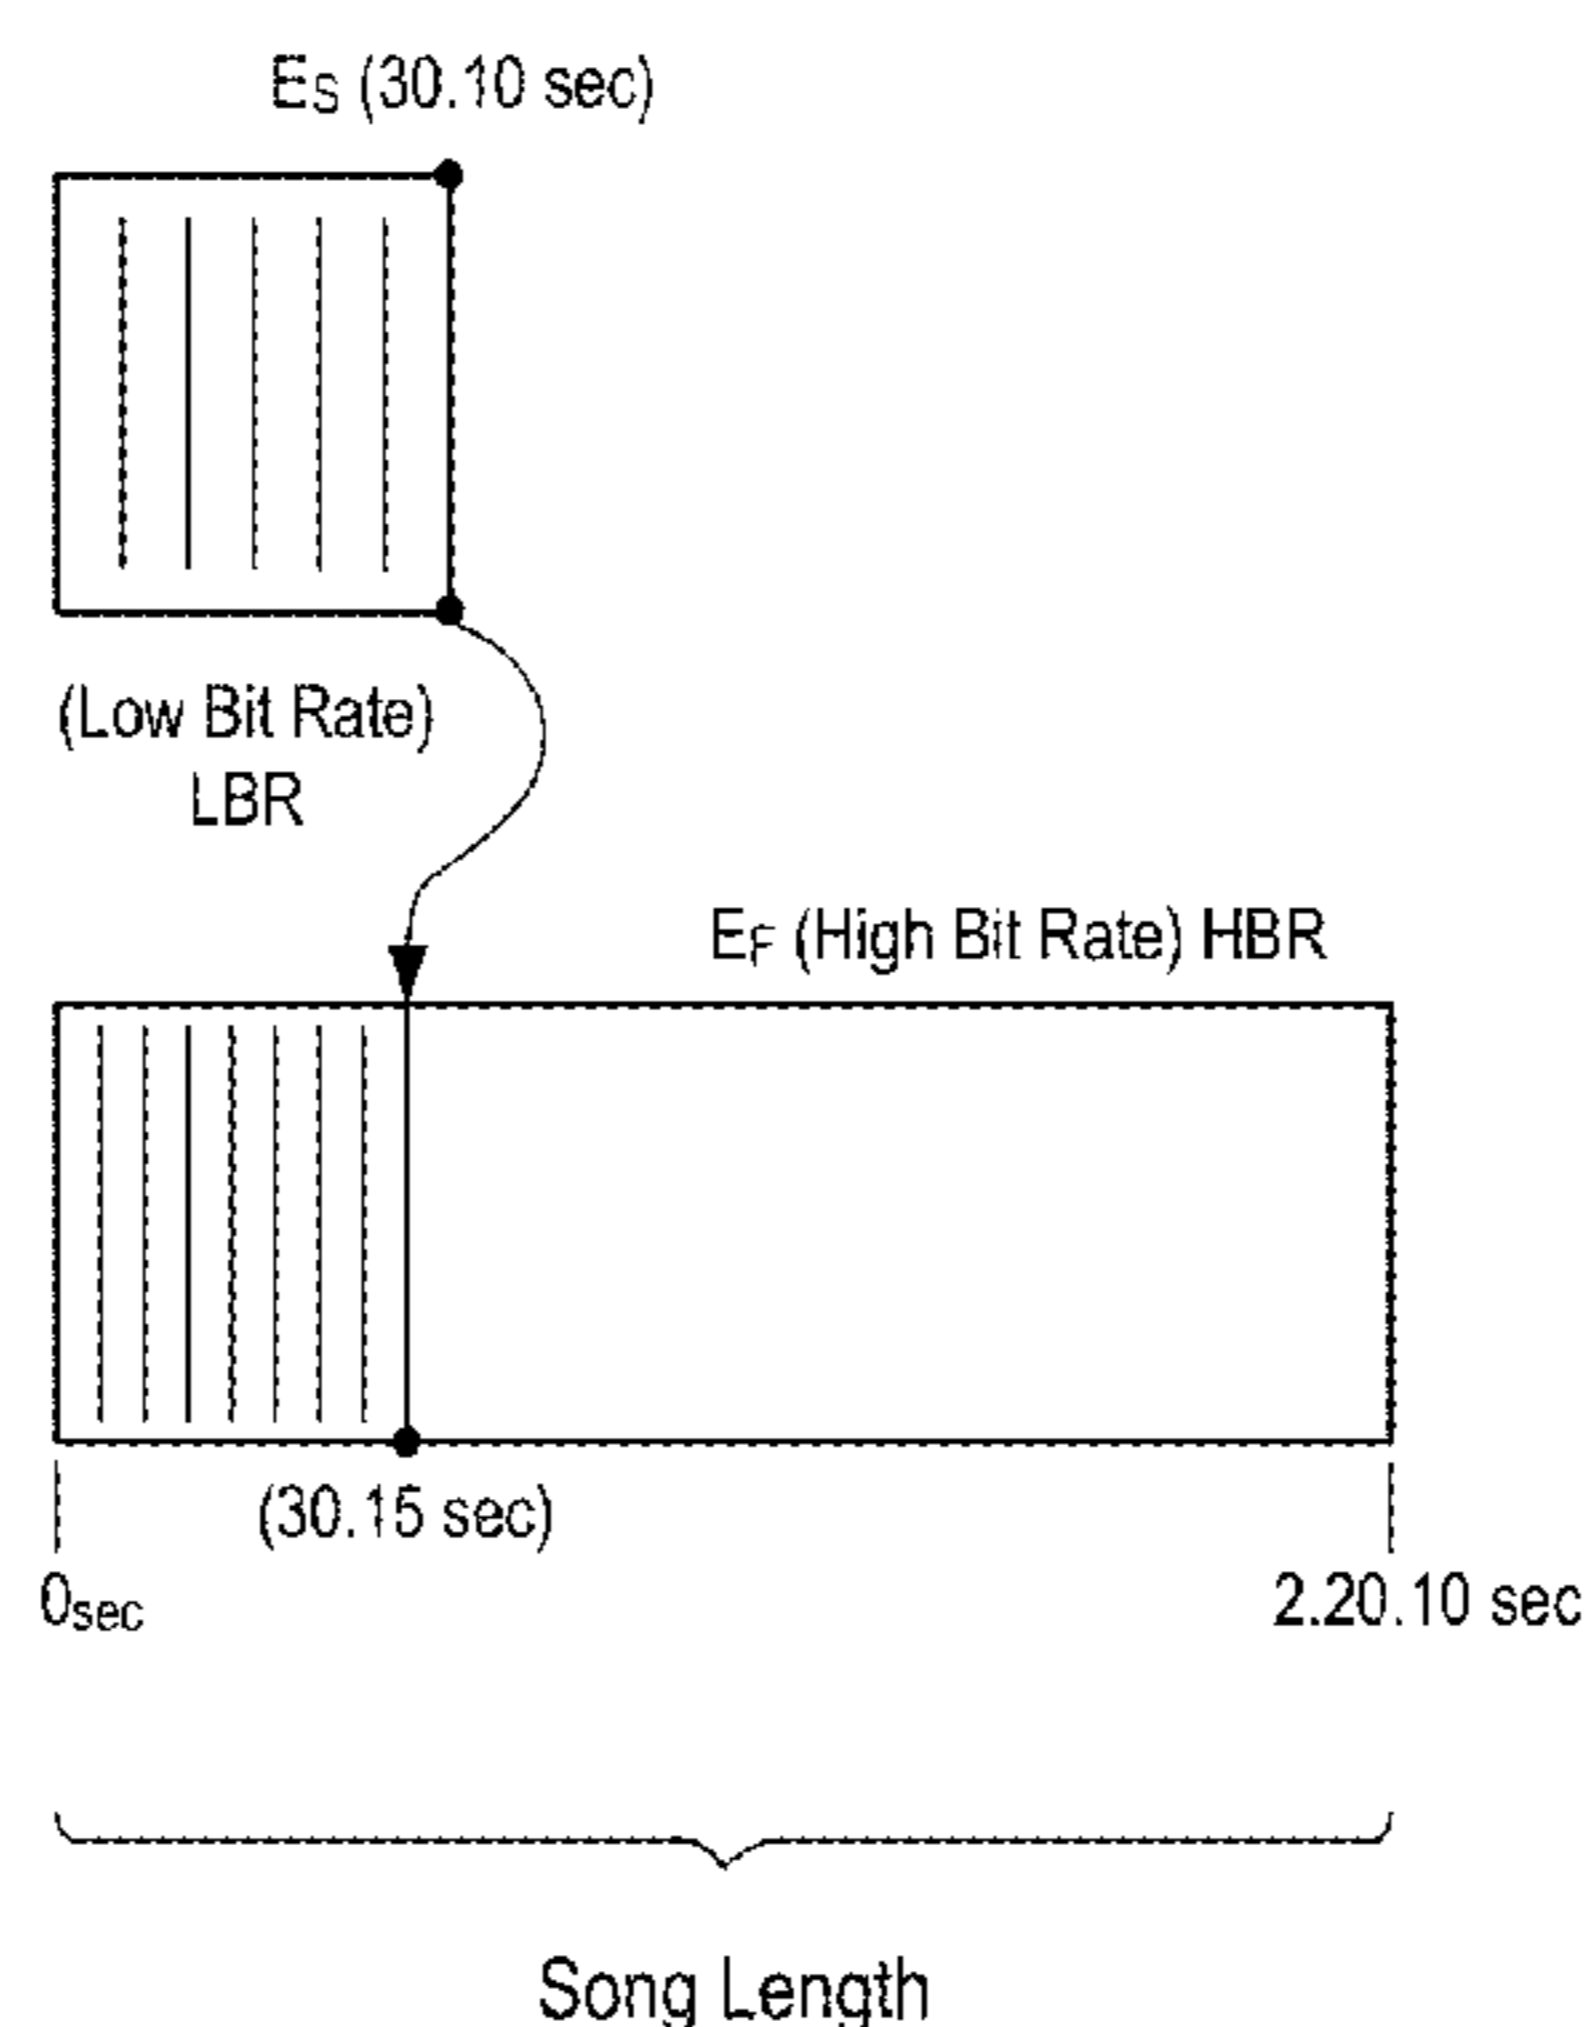 ES (30.10 sec)
(Low Bit Rate)
LBR
EF (High Bit Rate) HBR
(30.15 sec)
0sec
2.20.10 sec
Song Length